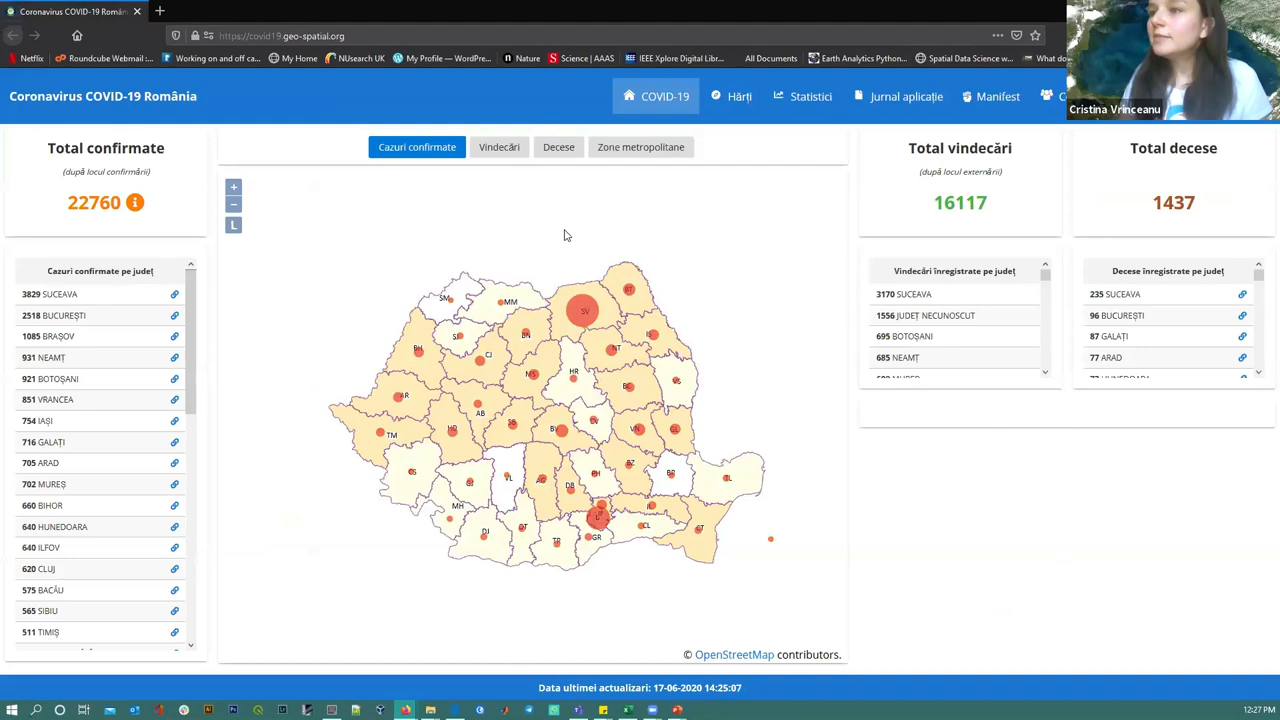 Coronavirus COVID-19 Român
https://covid19.geo-spatial.org
Netflix
Roundcube Webmail :...
Working on and off ca...
My Home
NUsearch UK
My Profile — WordPre...
Nature
Science | AAAS
IEEE Xplore Digital Libr...
All Documents
Earth Analytics Python...
Spatial Data Science w...
What do
Coronavirus COVID-19 România
COVID-19
Hărți
Statistici
Jurnal aplicație
Manifest
Cristina Vrînceanu
Total confirmate
(după locul confirmării)
22760
Cazuri confirmate pe județ
3829 SUCEAVA
2518 BUCUREȘTI
1085 BRAȘOV
931 NEAMȚ
921 BOTOȘANI
851 VRANCEA
754 IAȘI
716 GALAȚI
705 ARAD
702 MUREȘ
660 BIHOR
640 HUNEDOARA
640 ILFOV
620 CLUJ
575 BACĂU
565 SIBIU
511 TIMIȘ
Cazuri confirmate
Vindecări
Decese
Zone metropolitane
+
−
L
SM
MM
SV
BT
SJ
BN
IS
BH
CJ
NT
MS
HR
BC
VS
AR
AB
TM
HD
SB
BV
CV
VN
GL
CS
GJ
VL
AG
PH
BZ
BR
TL
DB
MH
IL
DJ
OT
TR
GR
CL
CT
© OpenStreetMap contributors.
Total vindecări
(după locul externării)
16117
Vindecări înregistrate pe județ
3170 SUCEAVA
1556 JUDEȚ NECUNOSCUT
695 BOTOȘANI
685 NEAMȚ
Total decese
1437
Decese înregistrate pe județ
235 SUCEAVA
96 BUCUREȘTI
87 GALAȚI
77 ARAD
Data ultimei actualizari: 17-06-2020 14:25:07
12:27 PM